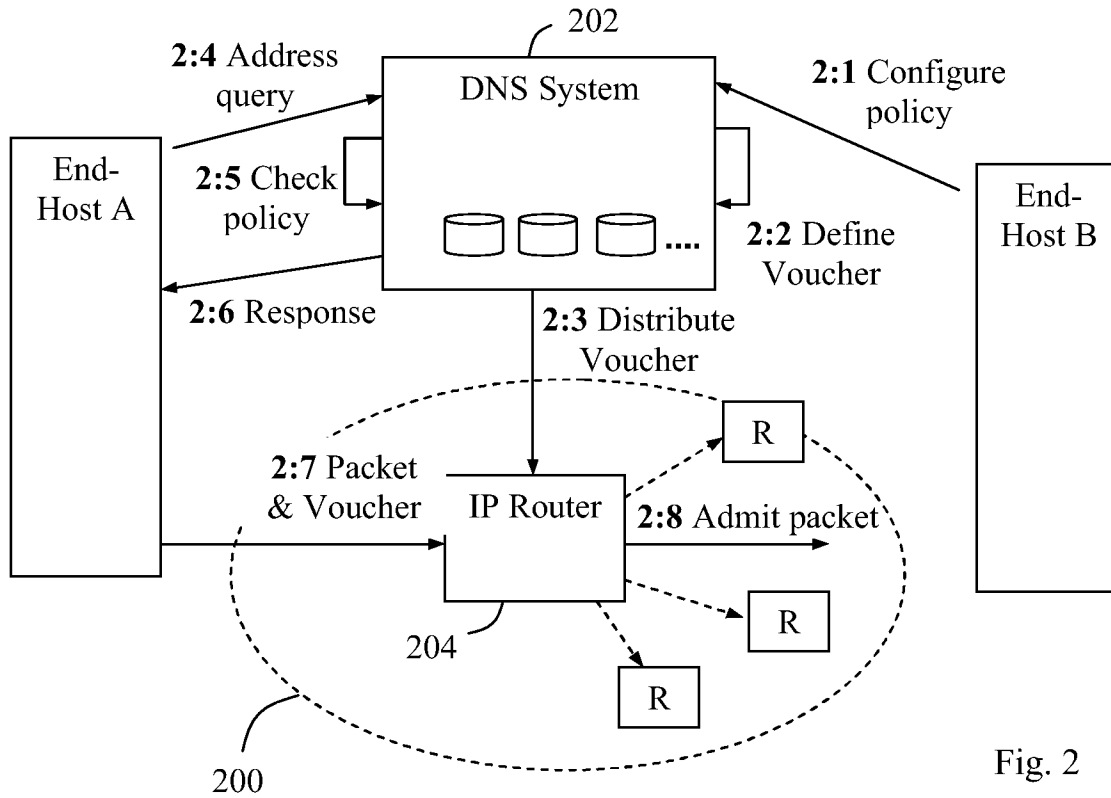 202
2:4 Address
query
DNS System
2:1 Configure
policy
End-
Host A
2:5 Check
policy
End-
Host B
....
2:2 Define
Voucher
2:6 Response
2:3 Distribute
Voucher
R
2:7 Packet
& Voucher
IP Router
2:8 Admit packet
R
204
R
200
Fig. 2